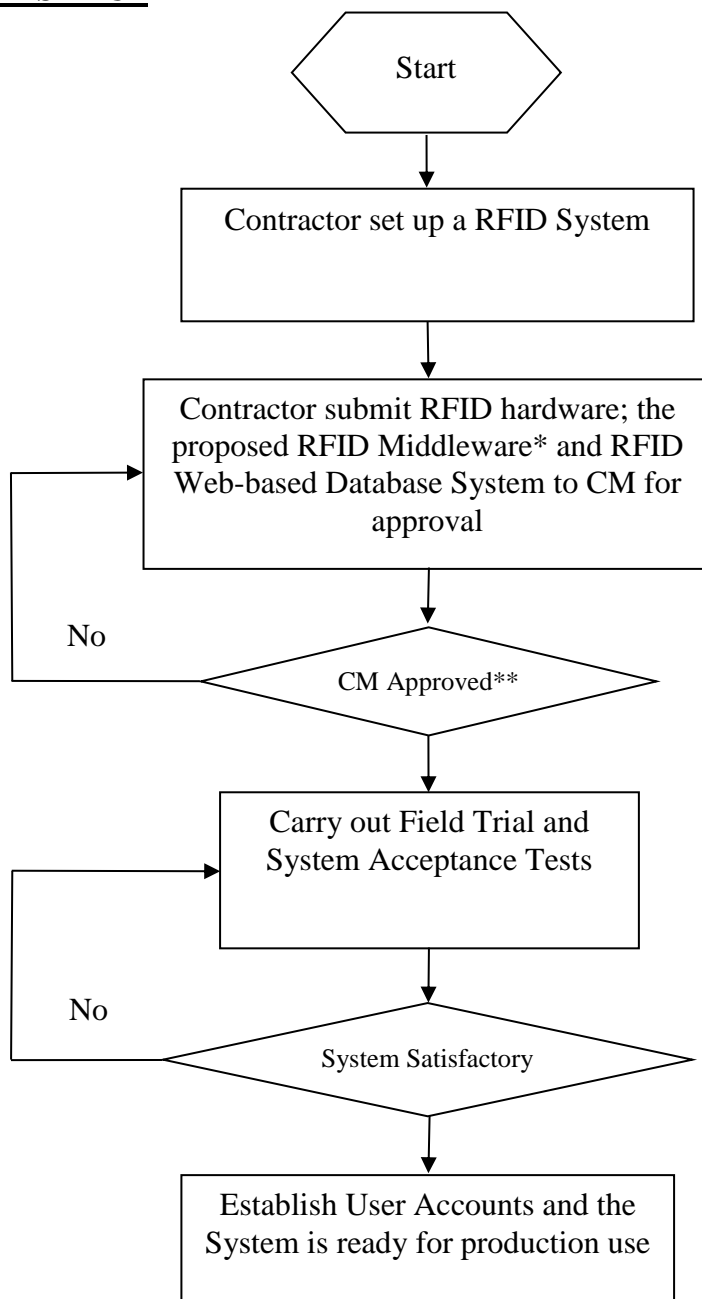 Start
Contractor set up a RFID System
Contractor submit RFID hardware; the
proposed RFID Middleware* and RFID
Web-based Database System to CM for
approval
No
CM Approved**
Carry out Field Trial and
System Acceptance Tests
No
System Satisfactory
Establish User Accounts and the
System is ready for production use